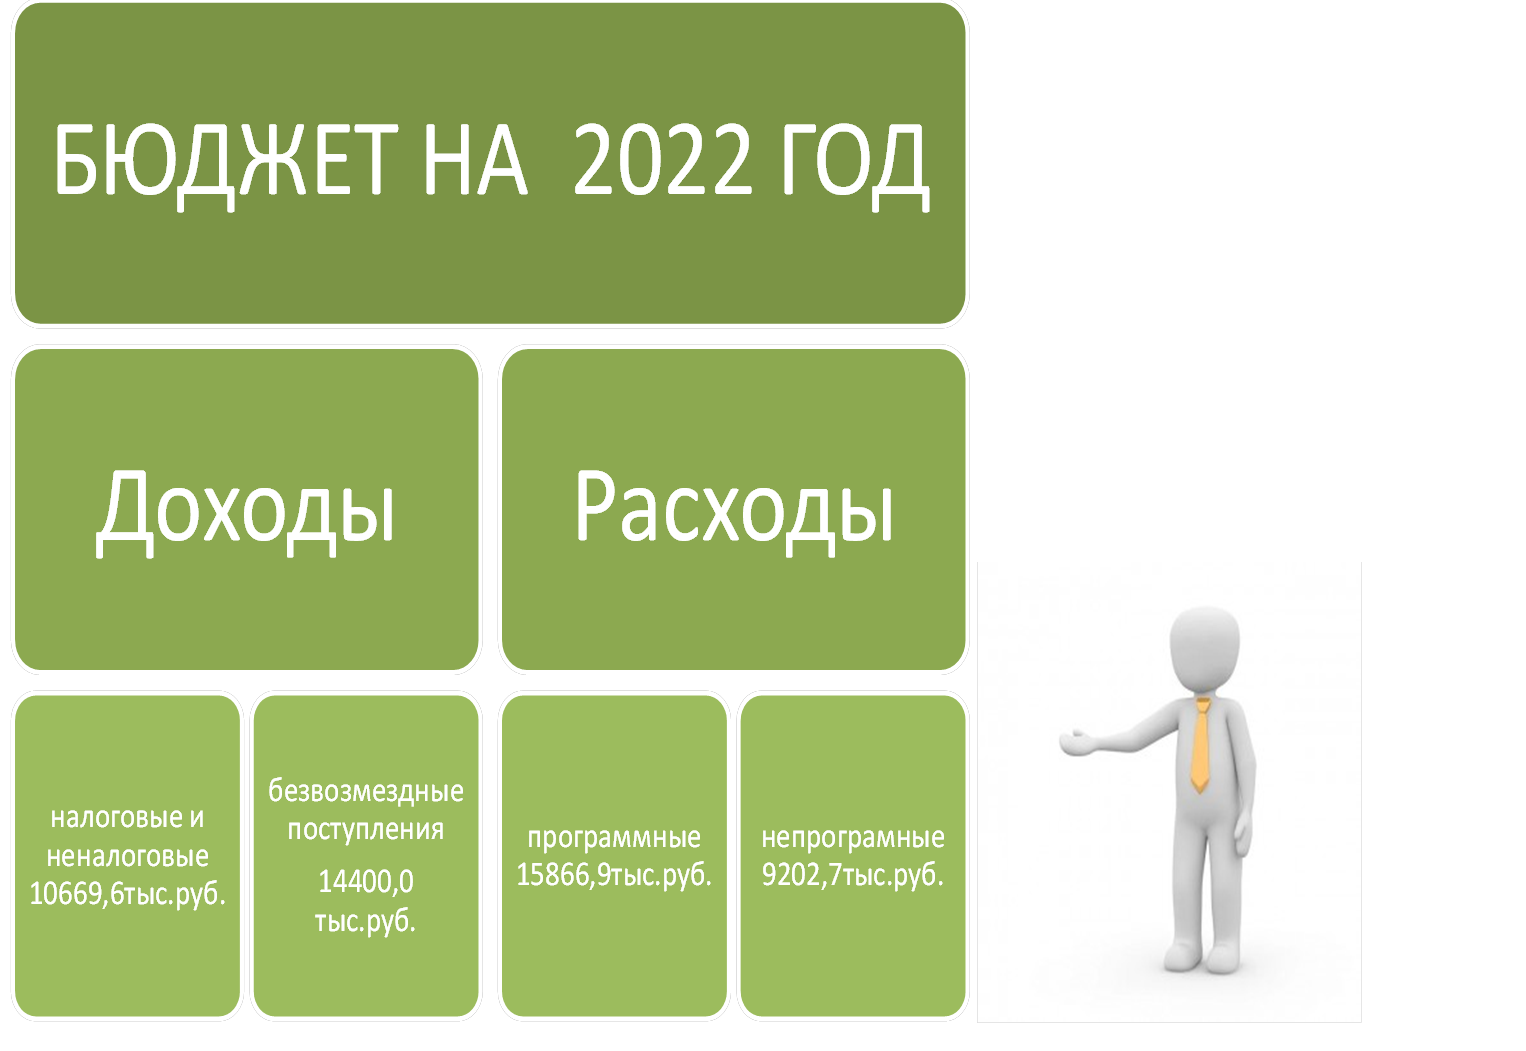 БЮДЖЕТ НА 2022 ГОД
Доходы
Расходы
налоговые и
неналоговые
10669,6тыс.руб.
безвозмездные
поступления
14400,0
тыс.руб.
программные
15866,9тыс.руб.
непрограмные
9202,7тыс.руб.